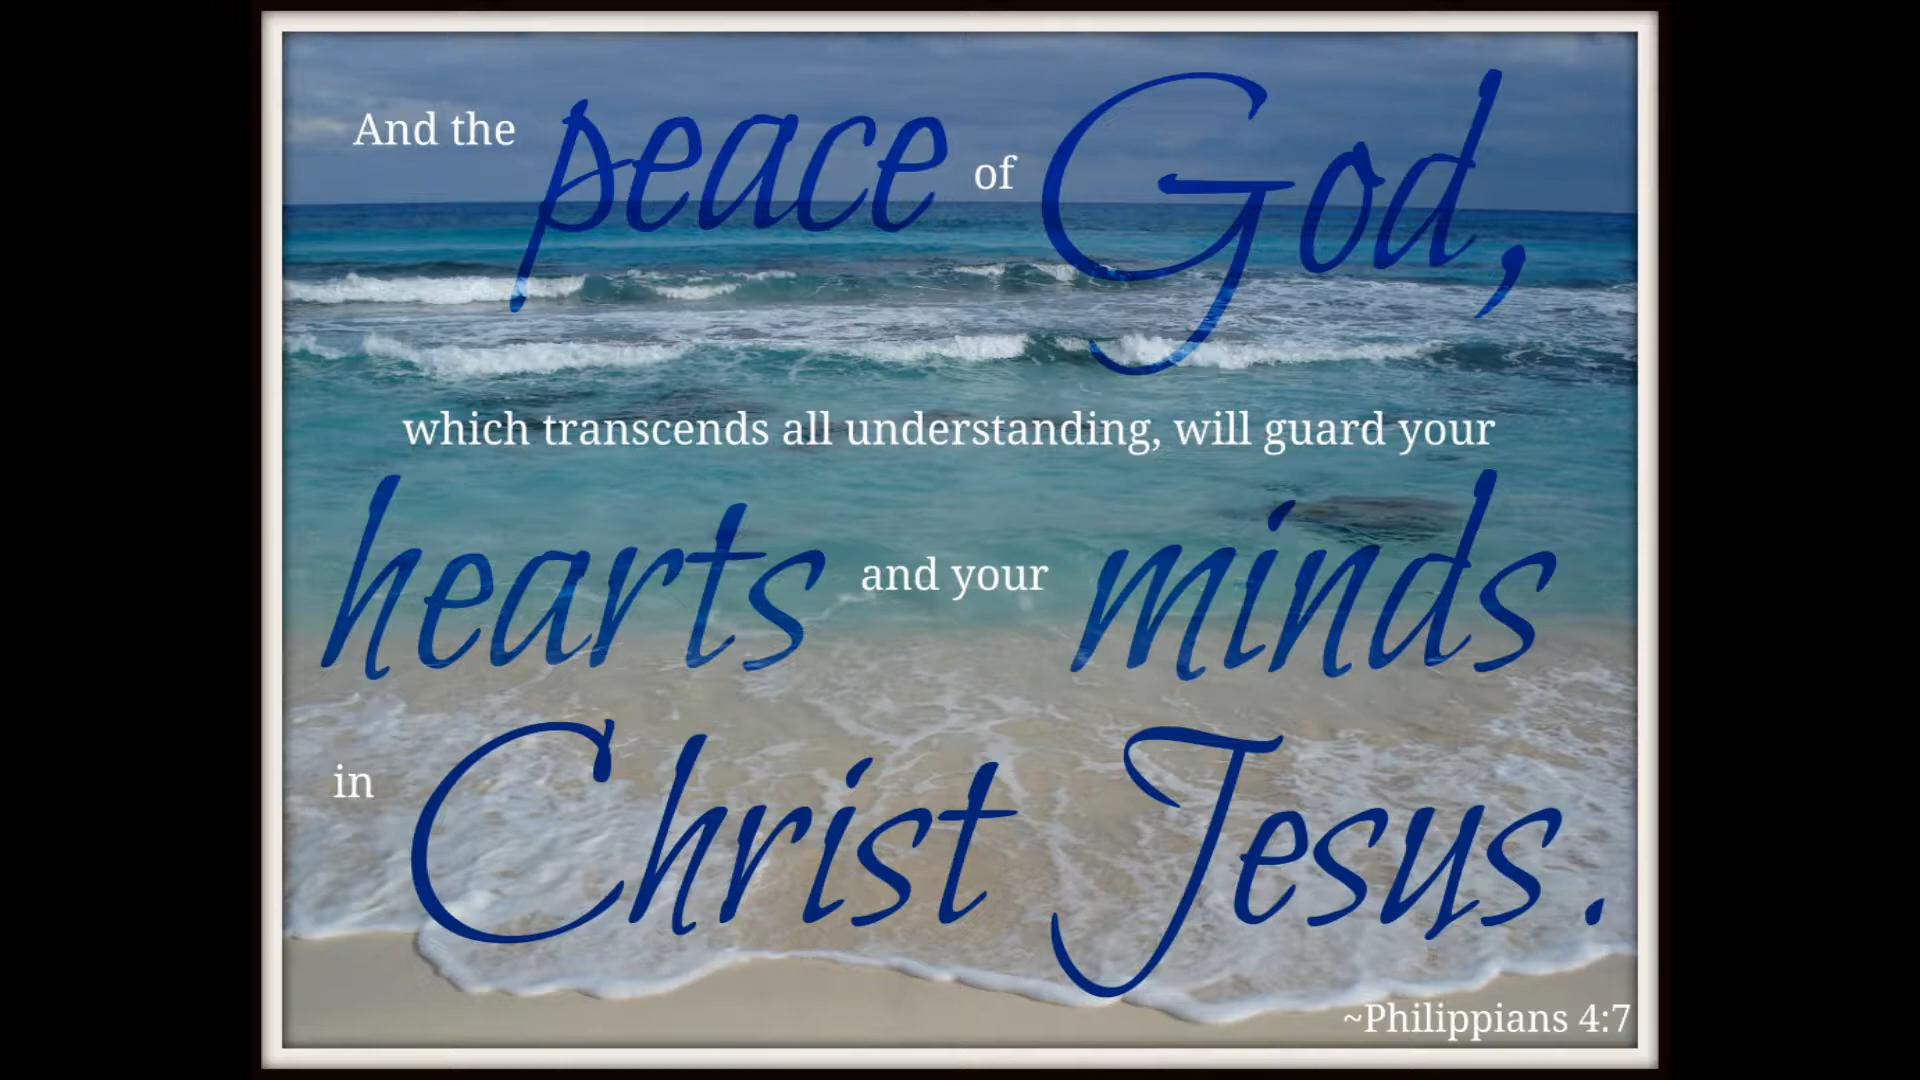 And the peace of God,
which transcends all understanding, will guard your
hearts and your minds
in Christ Jesus.
~Philippians 4:7